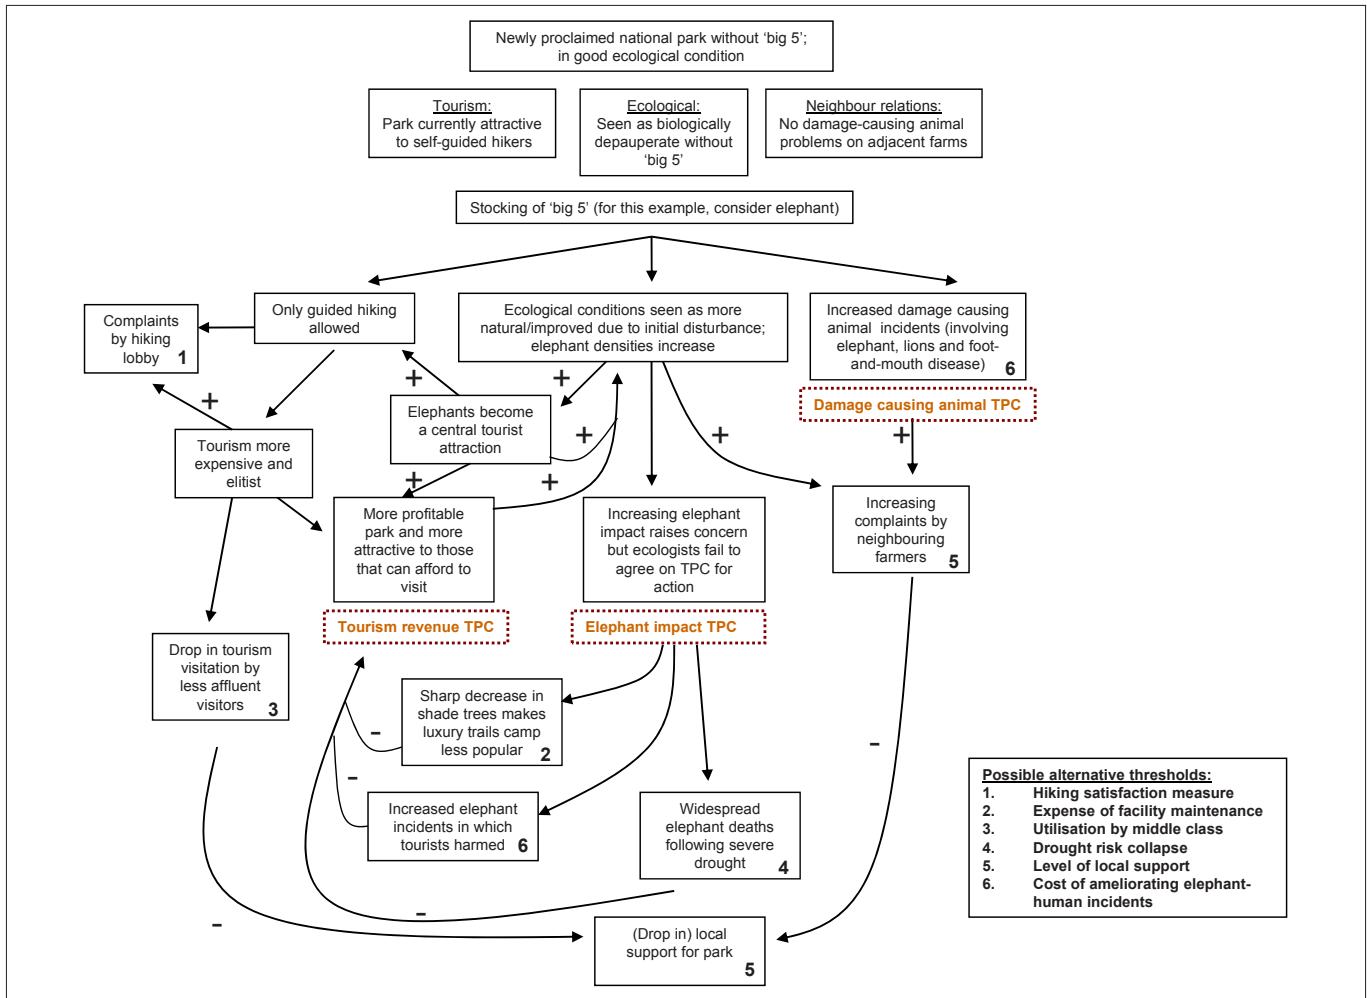 Newly proclaimed national park without ‘big 5’;
in good ecological condition
Tourism:
Park currently attractive
to self-guided hikers
Ecological:
Seen as biologically
depauperate without
‘big 5’
Neighbour relations:
No damage-causing animal
problems on adjacent farms
Stocking of ‘big 5’ (for this example, consider elephant)
Complaints
by hiking
lobby
1
Only guided hiking
allowed
Ecological conditions seen as more
natural/improved due to initial disturbance;
elephant densities increase
Increased damage causing
animal incidents (involving
elephant, lions and foot-
and-mouth disease)
6
Damage causing animal TPC
+
+
+
Elephants become
a central tourist
attraction
+
+
+
Tourism more
expensive and
elitist
+
+
More profitable
park and more
attractive to those
that can afford to
visit
Increasing elephant
impact raises concern
but ecologists fail to
agree on TPC for
action
Increasing
complaints by
neighbouring
farmers
5
Tourism revenue TPC
Elephant impact TPC
Drop in tourism
visitation by
less affluent
visitors
3
Sharp decrease in
shade trees makes
luxury trails camp
less popular
2
-
-
-
Increased elephant
incidents in which
tourists harmed
6
Widespread
elephant deaths
following severe
drought
4
-
-
(Drop in) local
support for park
5
Possible alternative thresholds:
1. Hiking satisfaction measure
2. Expense of facility maintenance
3. Utilisation by middle class
4. Drought risk collapse
5. Level of local support
6. Cost of ameliorating elephant-
human incidents